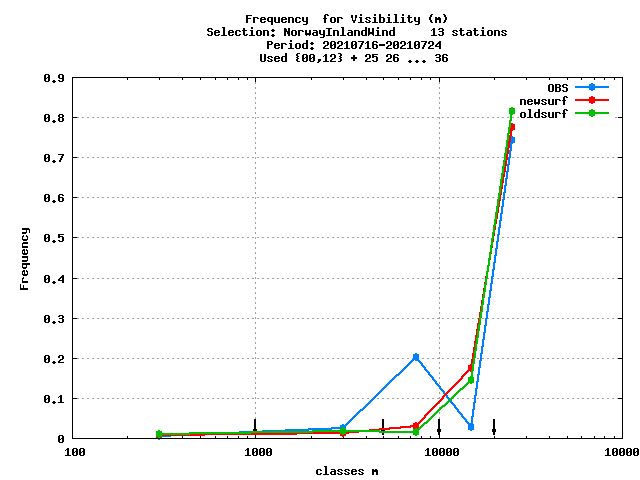 Frequency  for Visibility (m)
Selection: NorwayInlandWind     13 stations
Period: 20210716-20210724
Used {00,12} + 25 26 ... 36
0.9
0.8
0.7
0.6
0.5
0.4
0.3
0.2
0.1
0
Frequency
OBS
newsurf
oldsurf
100
1000
10000
10000
classes m